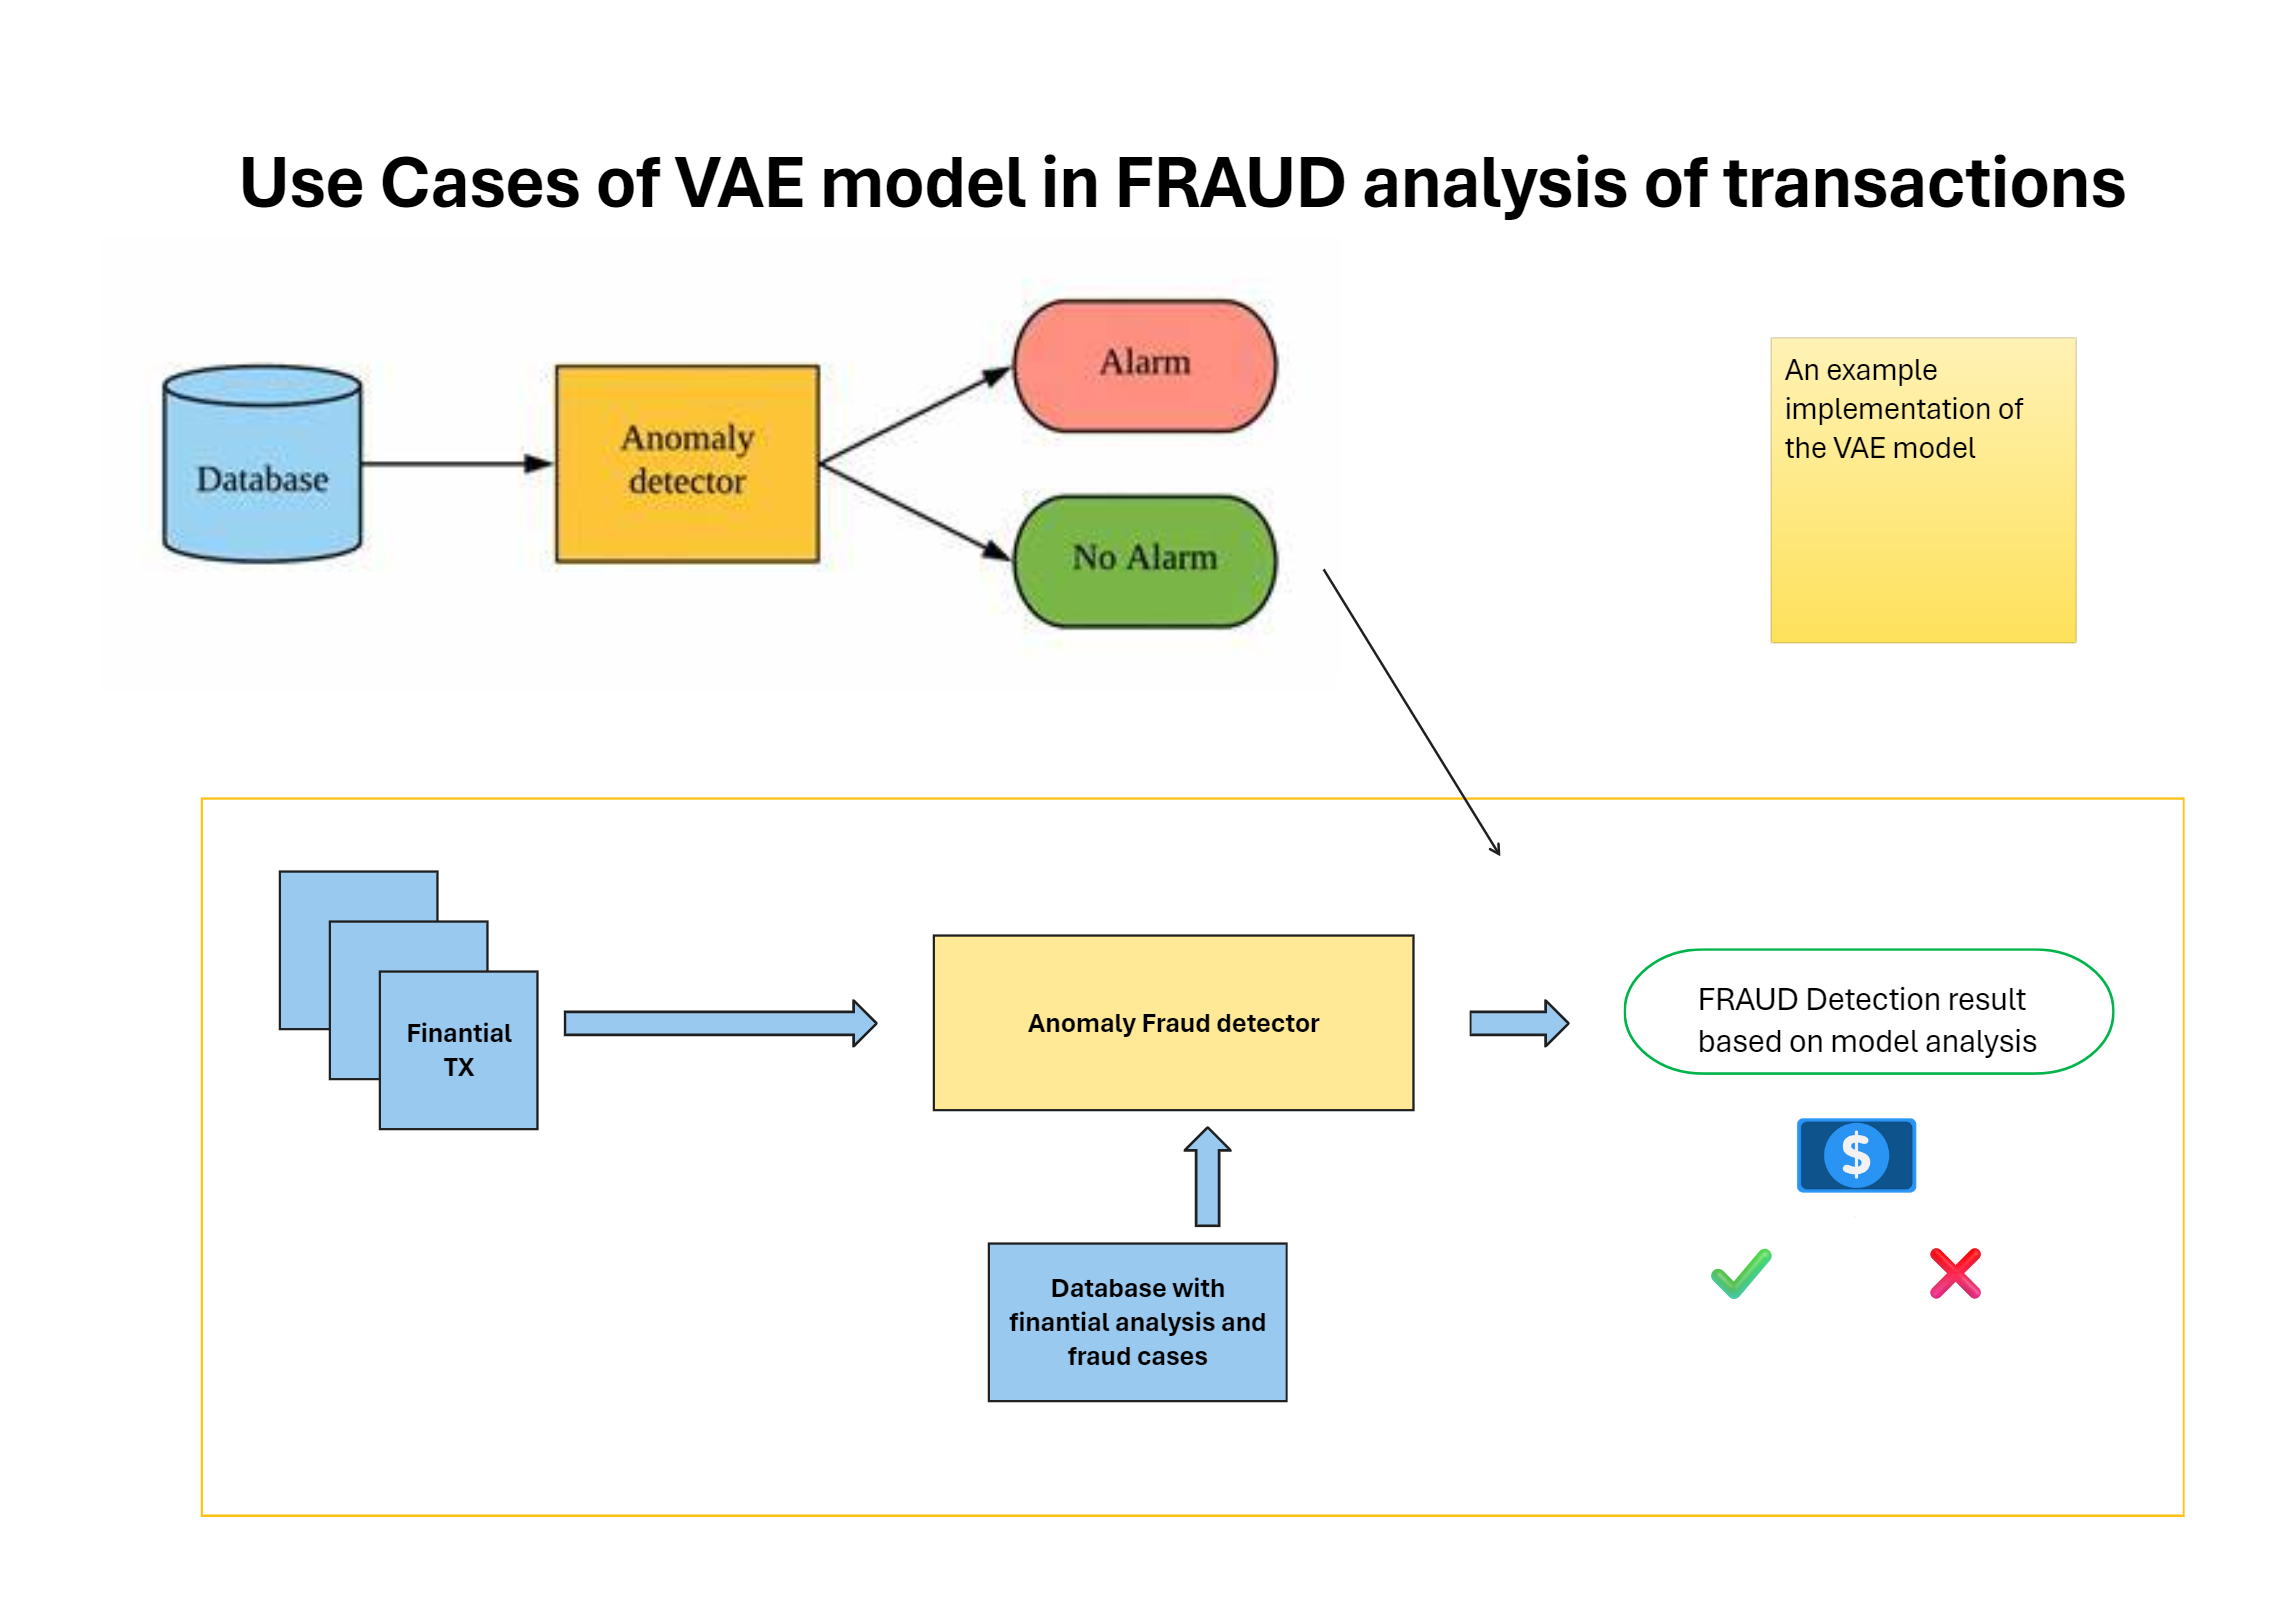 Use Cases of VAE model in FRAUD analysis of transactions
Alarm
An example
implementation of
the VAE model
Anomaly
detector
Database
No Alarm
Finantial
TX
Anomaly Fraud detector
FRAUD Detection result
based on model analysis
$
Database with
finantial analysis and
fraud cases